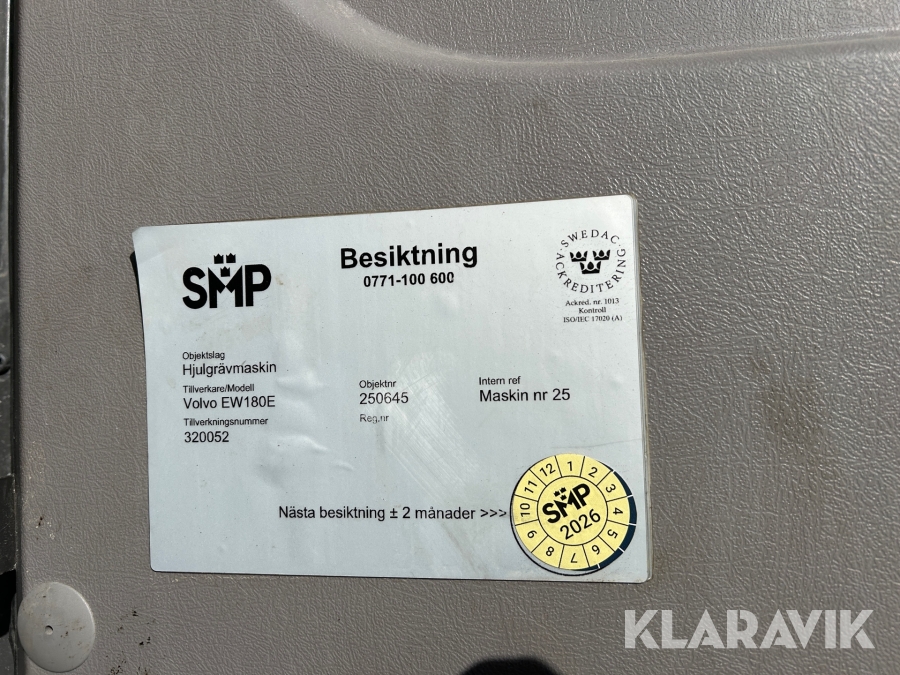 SMP
Besiktning
0771-100 600
SWEDAC
ACKREDITERING
Ackred. nr. 1013
Kontroll
ISO/IEC 17020 (A)
Objektslag
Hjulgrävmaskin
Tillverkare/Modell
Volvo EW180E
Tillverkningsnummer
320052
Objektnr
250645
Reg.nr
Intern ref
Maskin nr 25
Nästa besiktning ± 2 månader >>>
1 2 3 4 5 6 7 8 9 10 11 12
SMP
2026
KLARAVIK